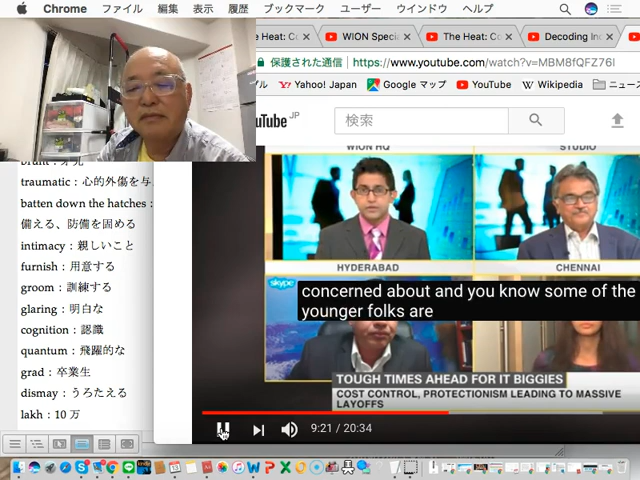 Chrome ファイル 編集 表示 履歴 ブックマーク ユーザー ウインドウ ヘルプ
Heat: Co
WION Speci
The Heat: C
Decoding Ind
保護された通信 https://www.youtube.com/watch?v=MBM8fQFZ76I
Yahoo! Japan Google マップ YouTube Wikipedia
uTube JP 検索
traumatic：心的外傷を与
batten down the hatches：
備える、防備を固める
intimacy：親しいこと
furnish：用意する
groom：訓練する
glaring：明白な
cognition：認識
quantum：飛躍的な
grad：卒業生
dismay：うろたえる
lakh：10 万
WION HQ STUDIO
HYDERABAD CHENNAI
skype
concerned about and you know some of the
younger folks are
TOUGH TIMES AHEAD FOR IT BIGGIES
COST CONTROL, PROTECTIONISM LEADING TO MASSIVE
LAYOFFS
9:21 / 20:34